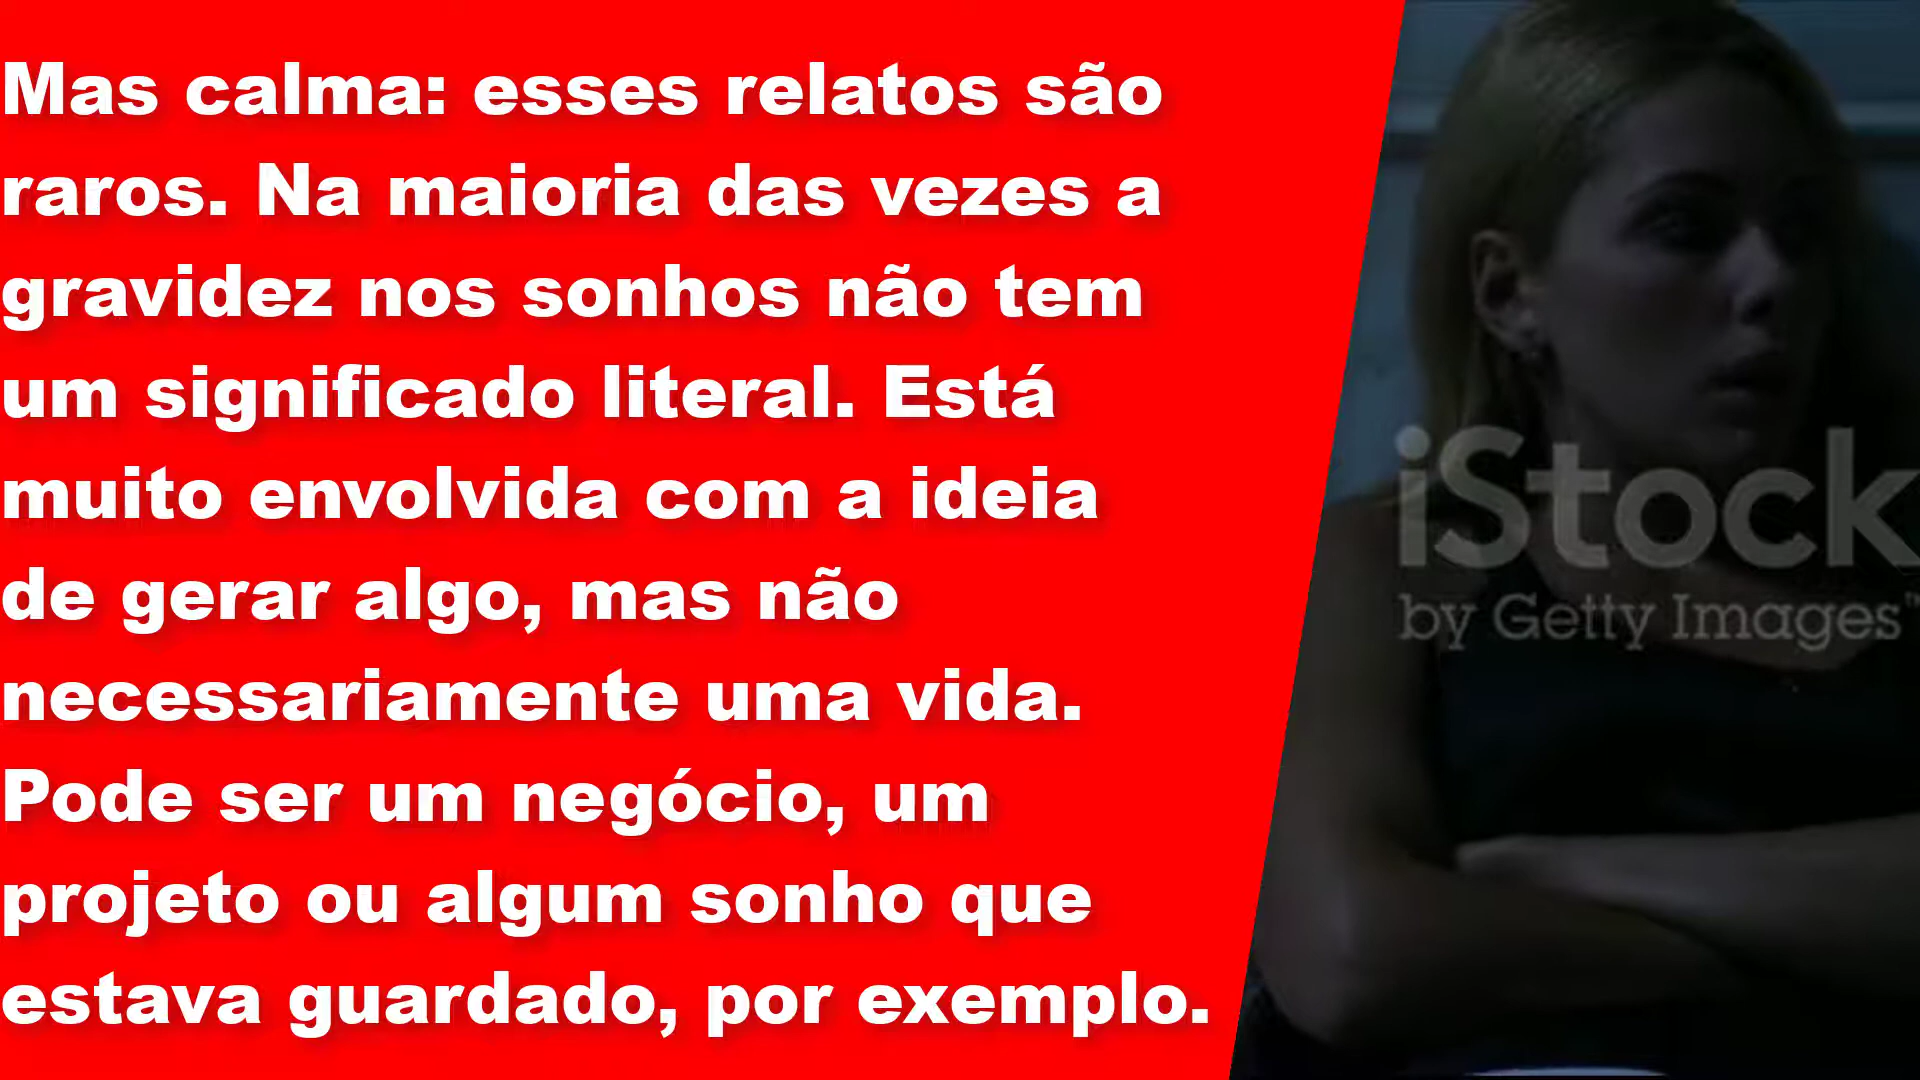 Mas calma: esses relatos são
raros. Na maioria das vezes a
gravidez nos sonhos não tem
um significado literal. Está
muito envolvida com a ideia
de gerar algo, mas não
necessariamente uma vida.
Pode ser um negócio, um
projeto ou algum sonho que
estava guardado, por exemplo.
iStock
by Getty Images™